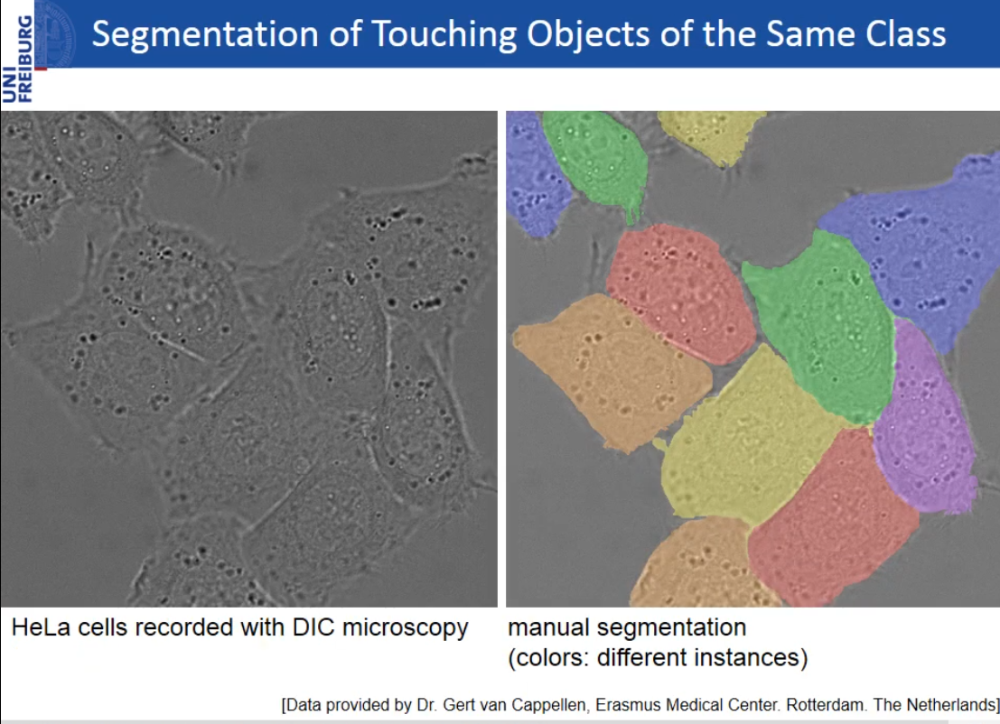 UNI
FREIBURG
Segmentation of Touching Objects of the Same Class
HeLa cells recorded with DIC microscopy
manual segmentation
(colors: different instances)
[Data provided by Dr. Gert van Cappellen, Erasmus Medical Center. Rotterdam. The Netherlands]